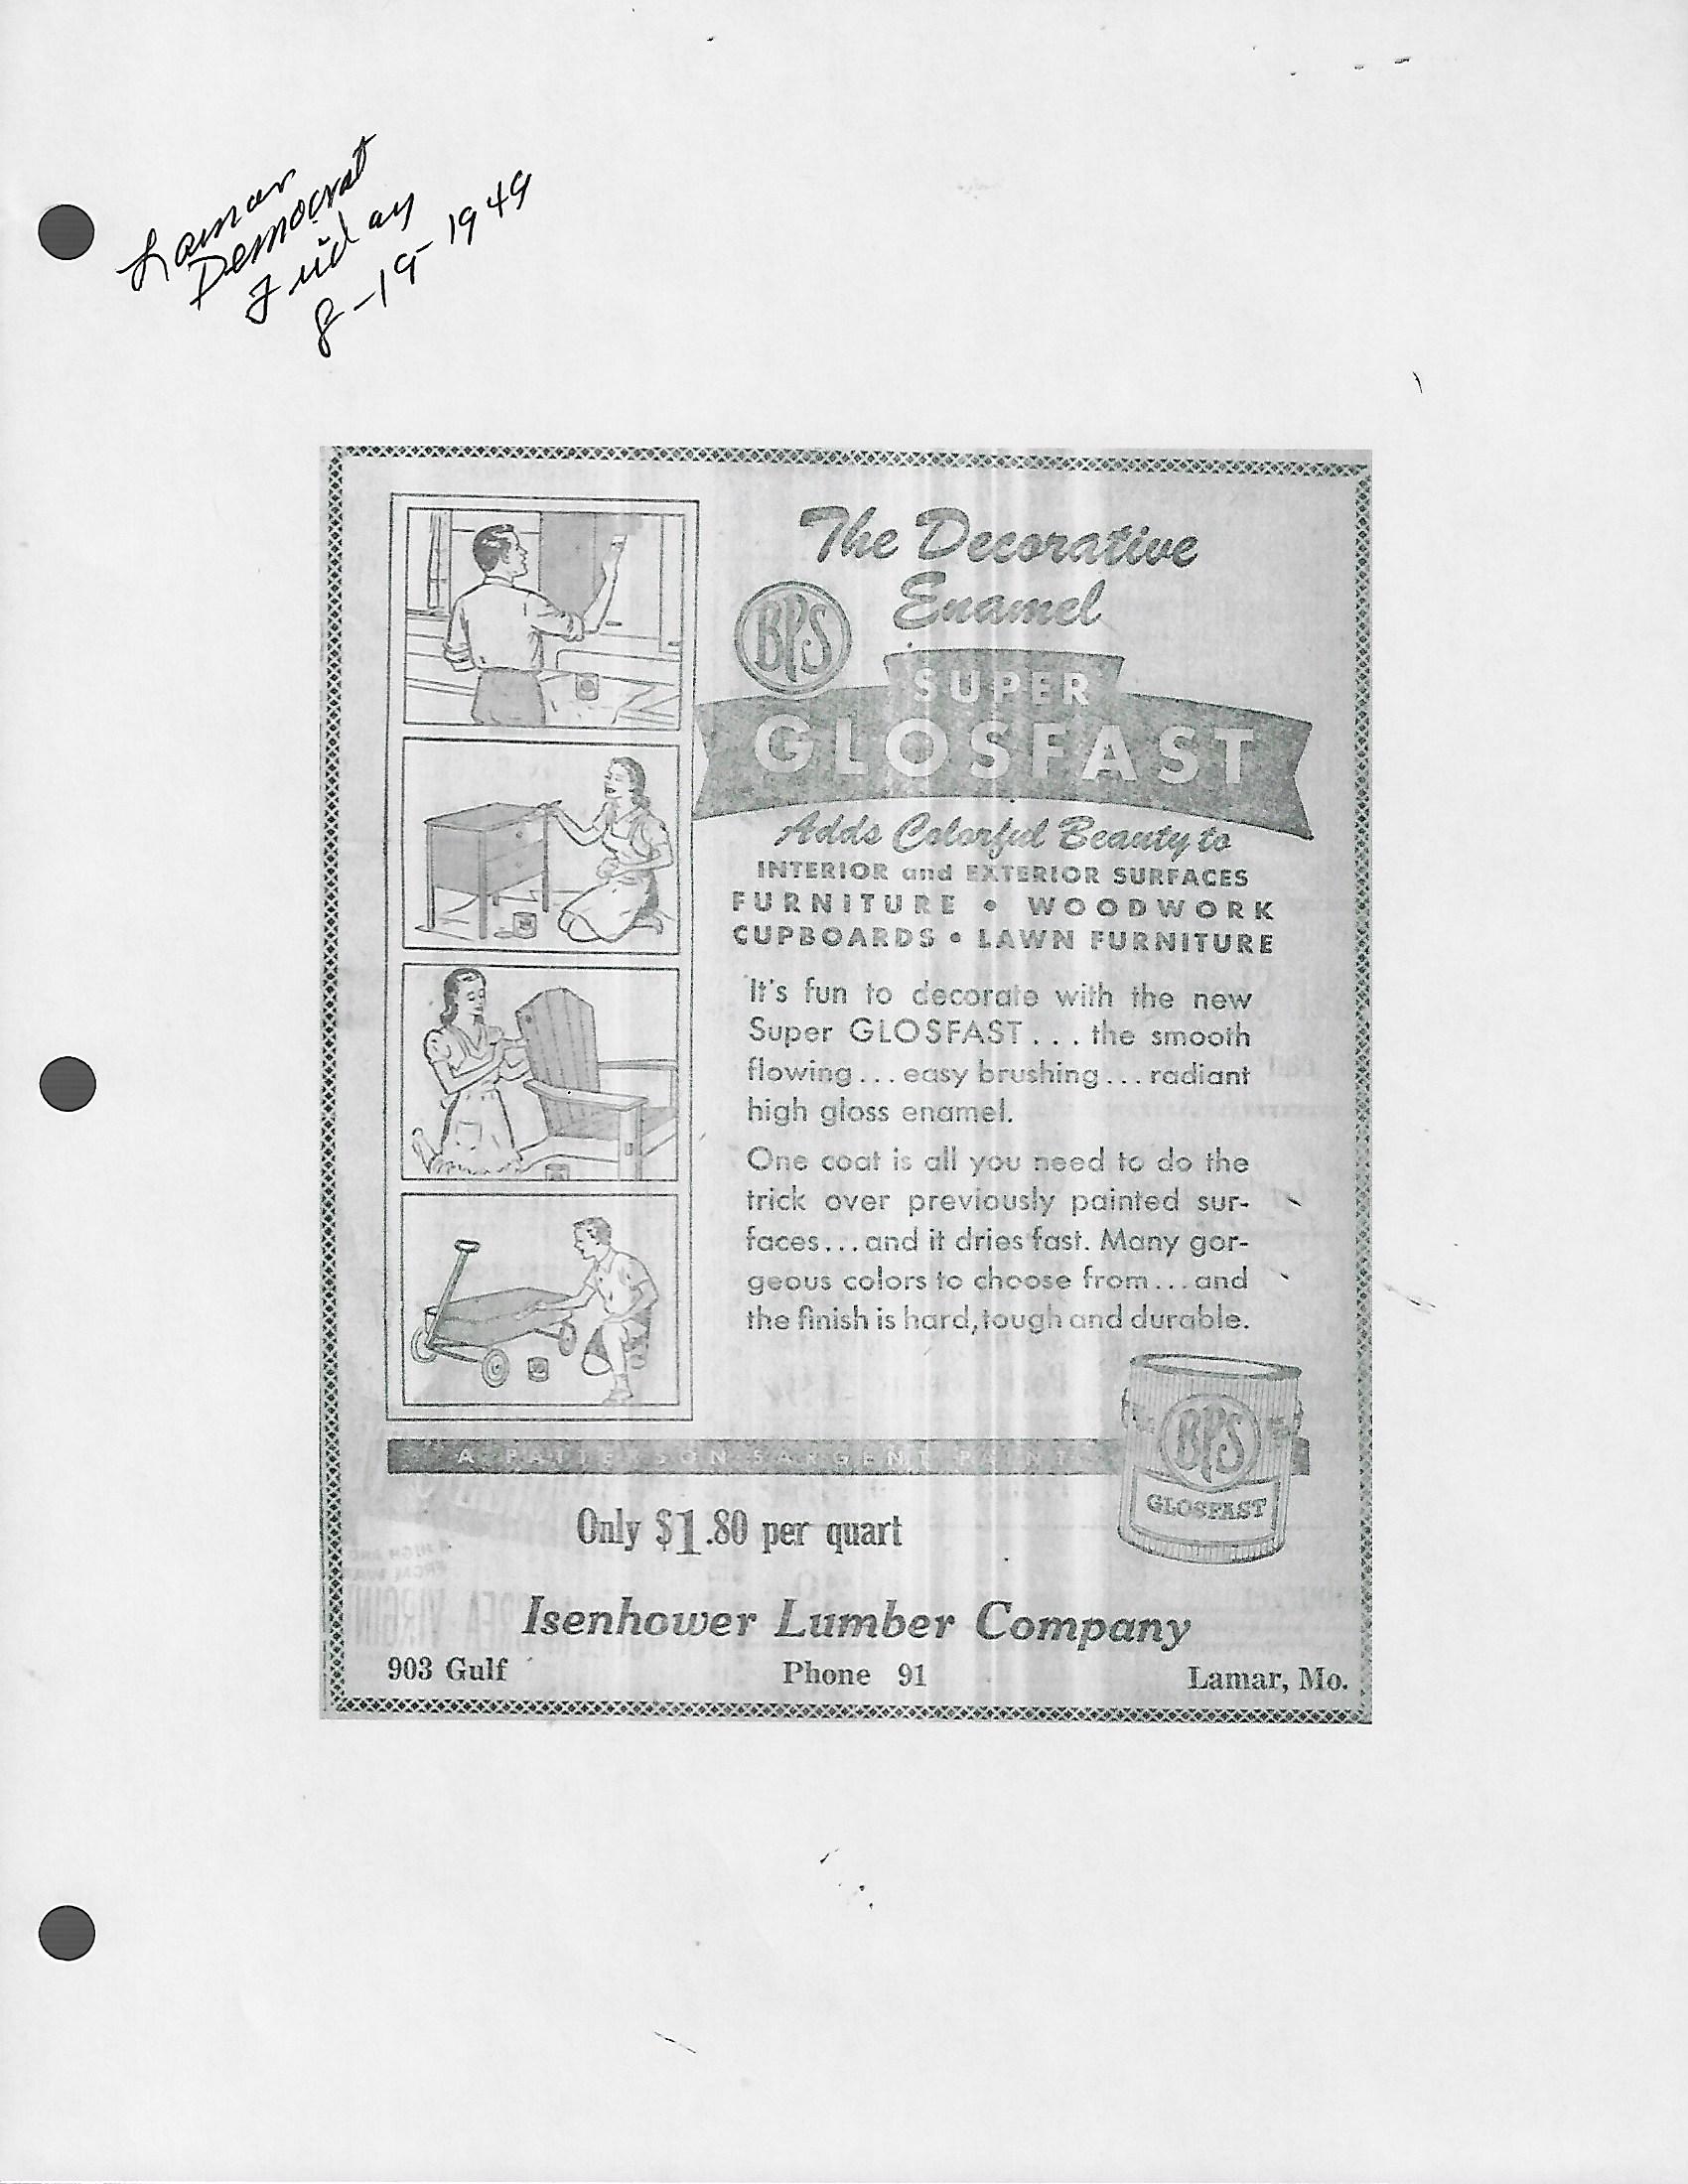 Lamar
Democrat
Friday
8-19-1949
The Decorative
Enamel
BPS
SUPER
GLOSFAST
Adds Colorful Beauty to
INTERIOR and EXTERIOR SURFACES
FURNITURE • WOODWORK
CUPBOARDS • LAWN FURNITURE
It's fun to decorate with the new
Super GLOSFAST... the smooth
flowing...easy brushing...radiant
high gloss enamel.
One coat is all you need to do the
trick over previously painted sur-
faces...and it dries fast. Many gor-
geous colors to choose from...and
the finish is hard, tough and durable.
A PATTERSON SARGENT PAINT
BPS
GLOSFAST
Only $1.80 per quart
Isenhower Lumber Company
903 Gulf Phone 91 Lamar, Mo.